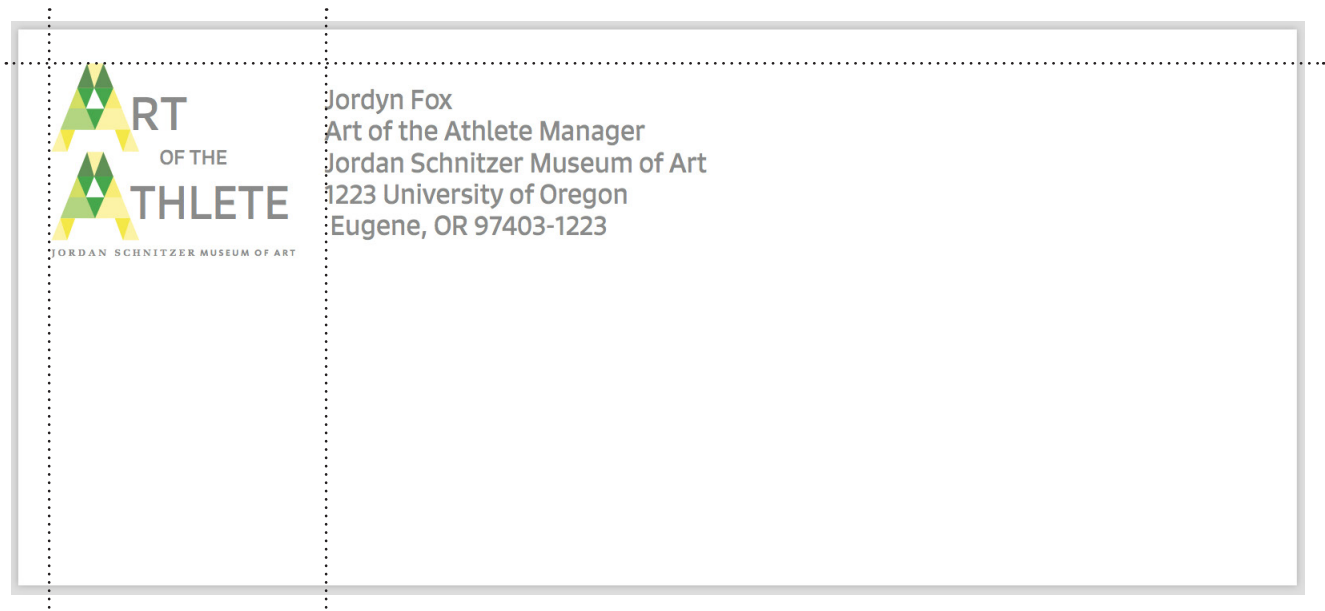 ART
OF THE
ATHLETE
JORDAN SCHNITZER MUSEUM OF ART
Jordyn Fox
Art of the Athlete Manager
Jordan Schnitzer Museum of Art
1223 University of Oregon
Eugene, OR 97403-1223